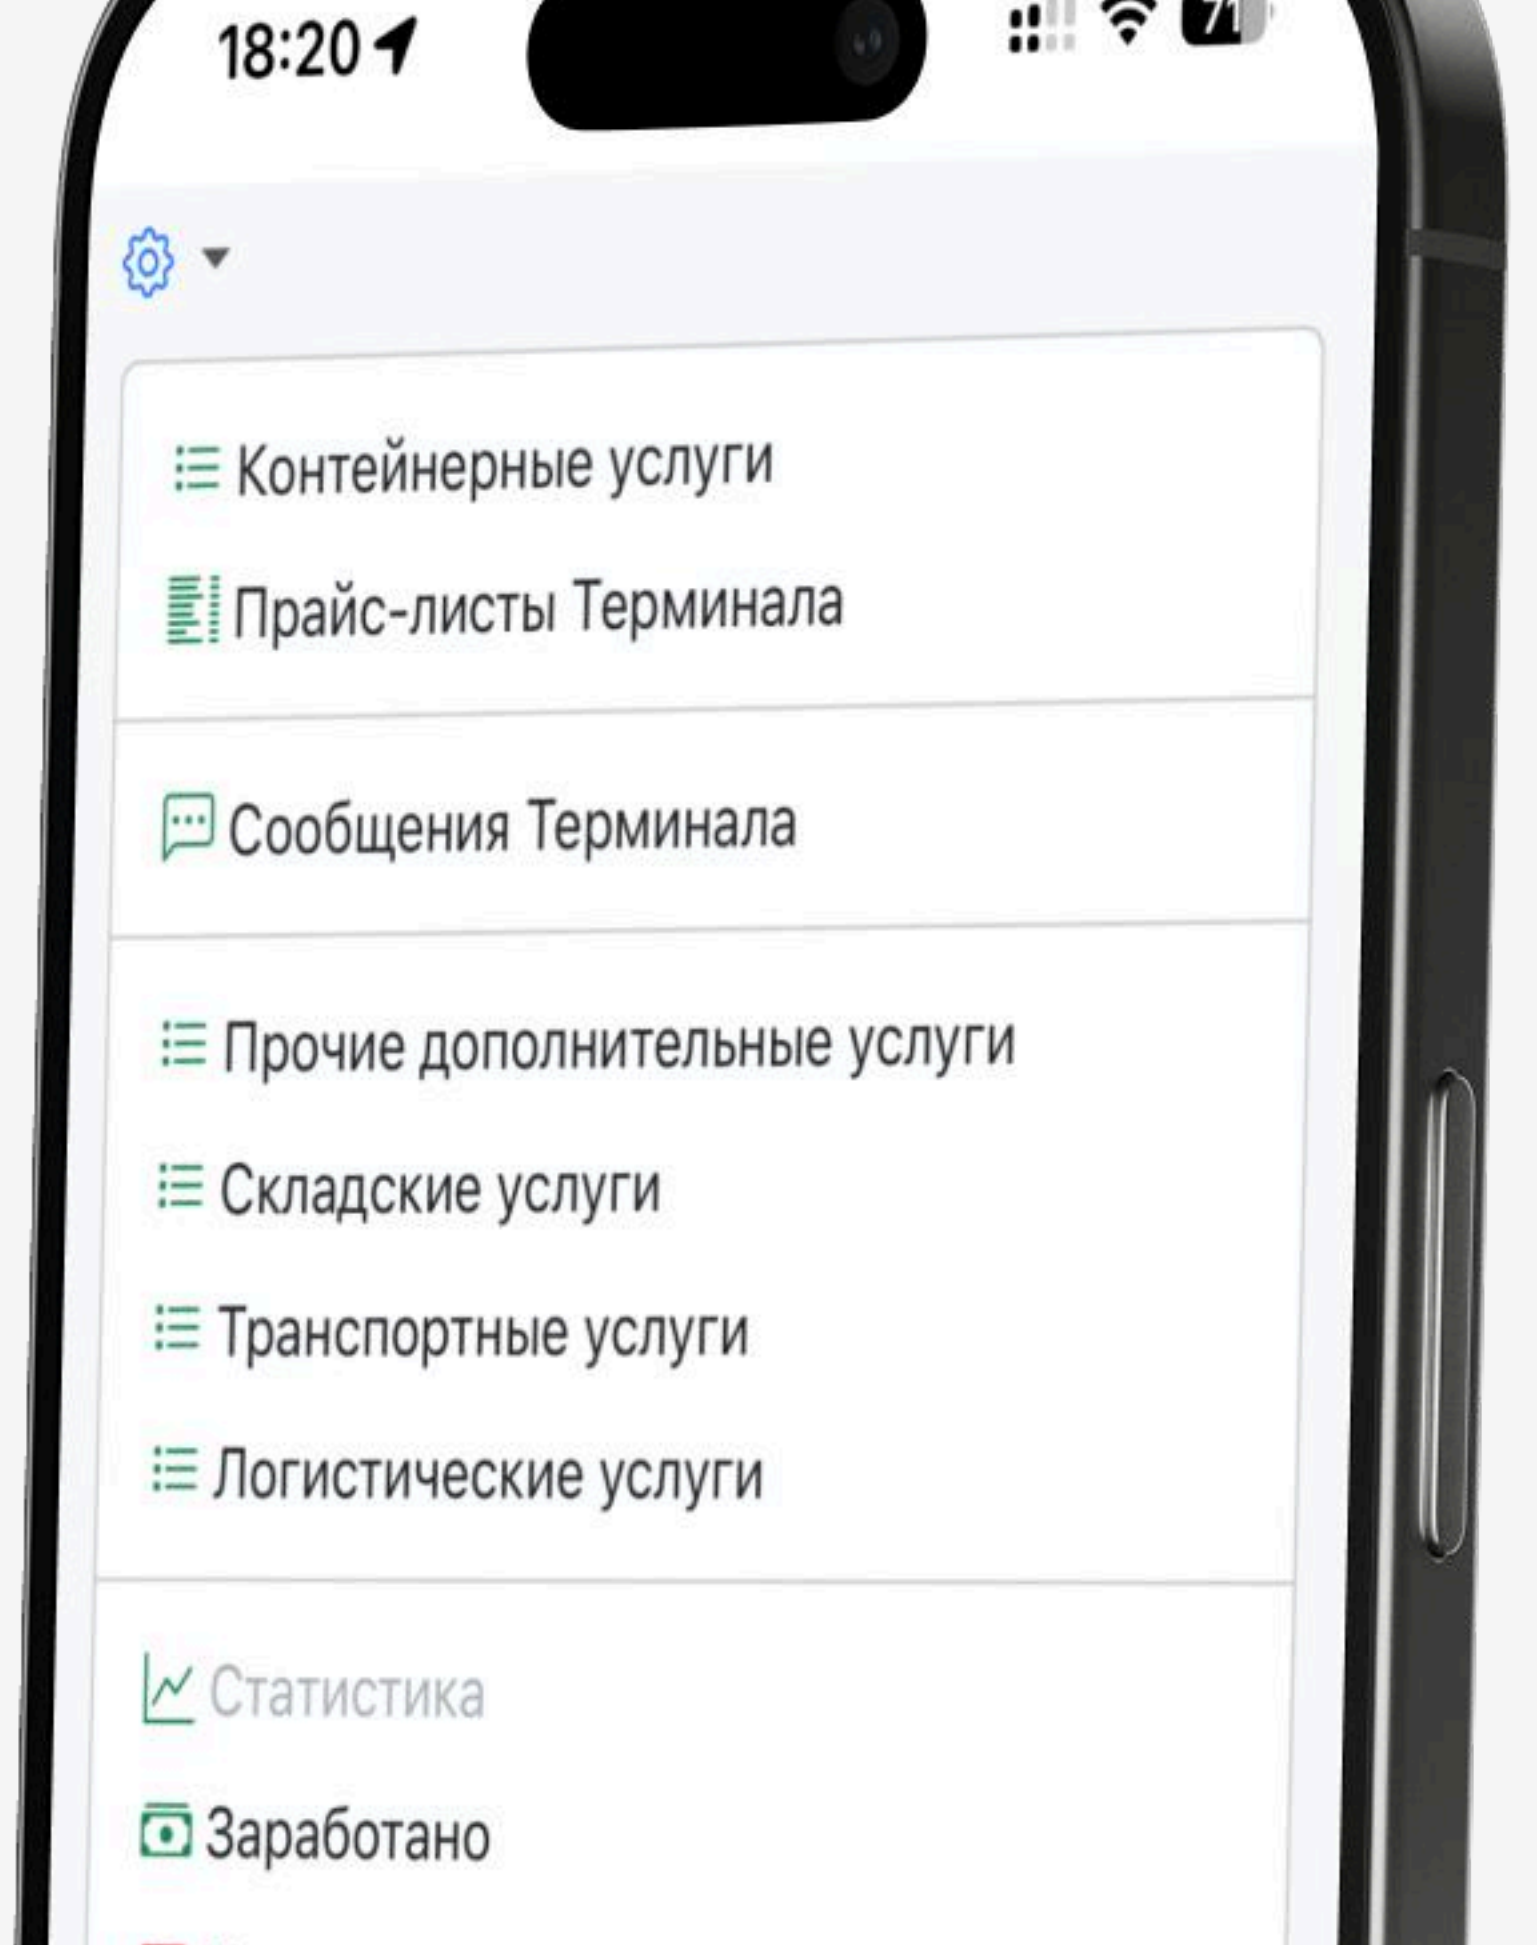 18:20
71
Контейнерные услуги
Прайс-листы Терминала
Сообщения Терминала
Прочие дополнительные услуги
Складские услуги
Транспортные услуги
Логистические услуги
Статистика
Заработано